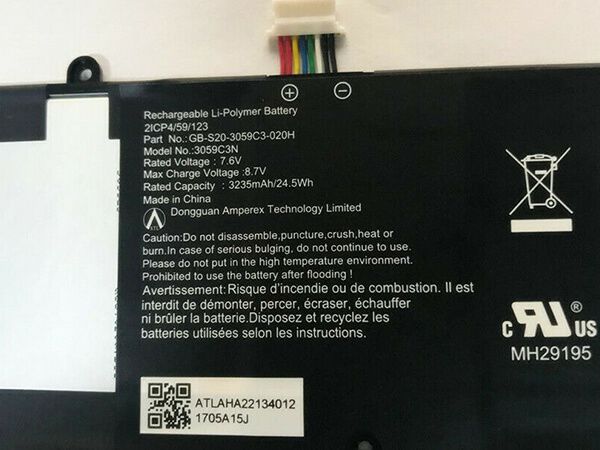 Rechargeable Li-Polymer Battery
2ICP4/59/123
Part No.:GB-S20-3059C3-020H
Model No.:3059C3N
Rated Voltage : 7.6V
Max Charge Voltage : 8.7V
Rated Capacity : 3235mAh/24.5Wh
Made in China
ATL
Dongguan Amperex Technology Limited
Caution:Do not disassemble,puncture,crush,heat or
burn.In case of serious bulging, do not continue to use.
Please do not put in the high temperature environment.
Prohibited to use the battery after flooding !
Avertissement:Risque d'incendie ou de combustion. Il est
interdit de démonter, percer, écraser, échauffer
ni brûler la batterie.Disposez et recyclez les
batteries utilisées selon les instructions.
c RU ® US
MH29195
ATLAHA22134012
1705A15J